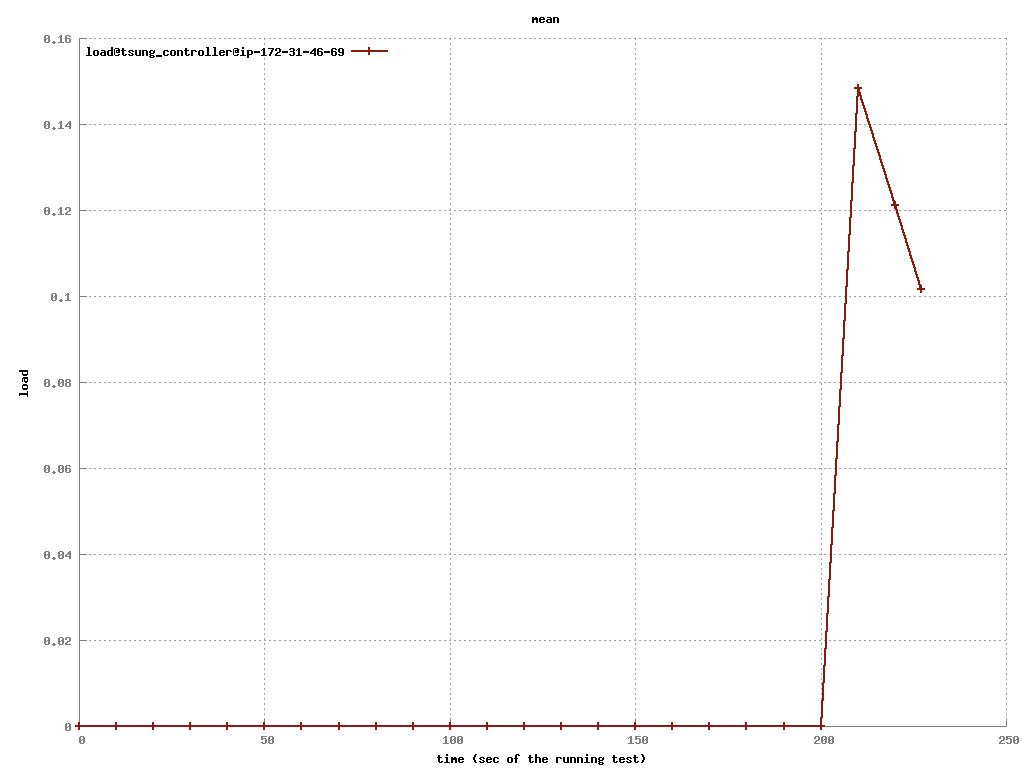 mean
0.16
load@tsung_controller@ip-172-31-46-69
0.14
0.12
0.1
load
0.08
0.06
0.04
0.02
0
0 50 100 150 200 250
time (sec of the running test)